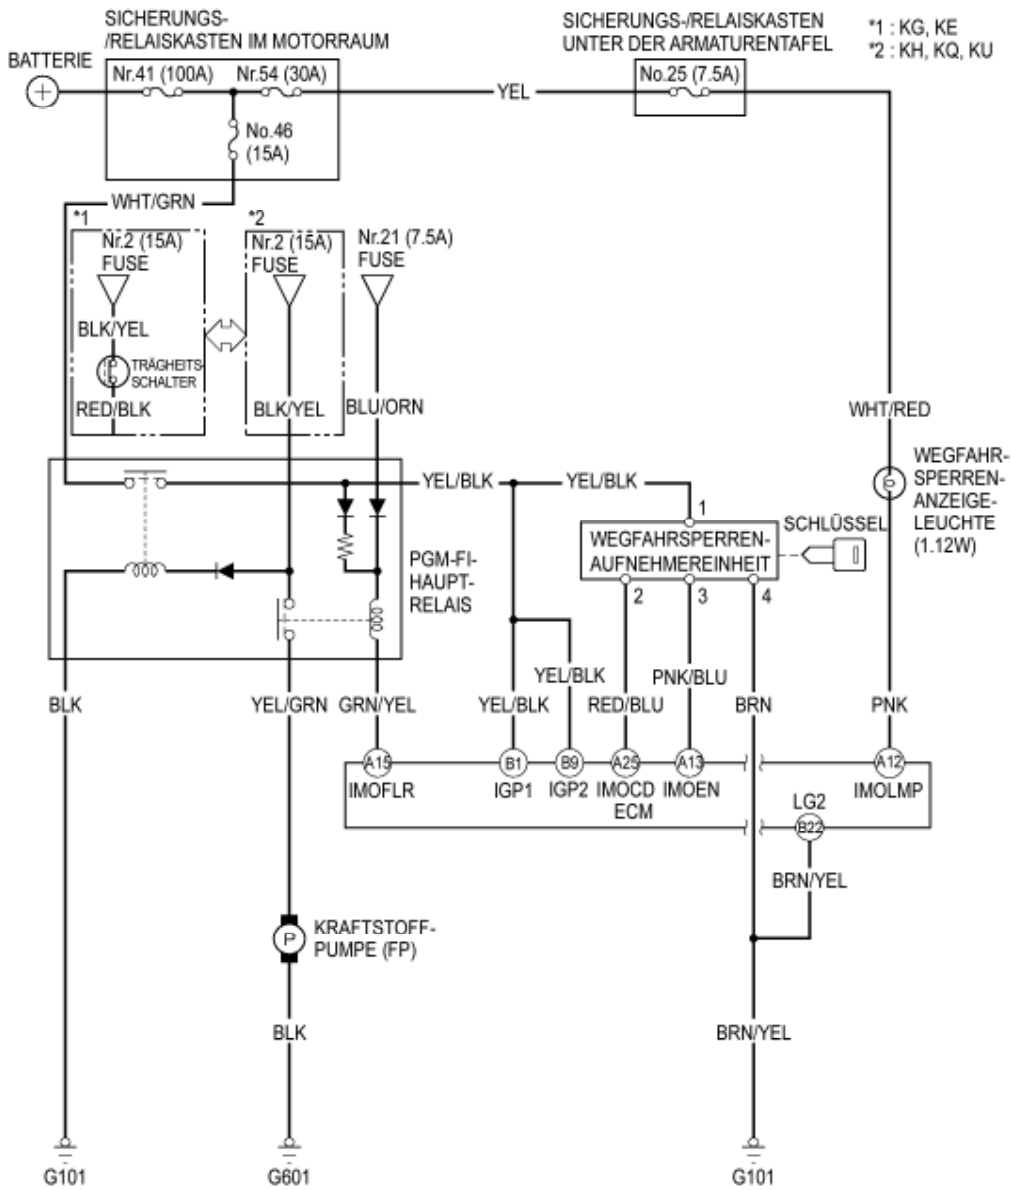 SICHERUNGS-
/RELAISKASTEN IM MOTORRAUM
SICHERUNGS-/RELAISKASTEN
UNTER DER ARMATURENTAFEL
*1 : KG, KE
*2 : KH, KQ, KU
BATTERIE
Nr.41 (100A)
Nr.54 (30A)
No.25 (7.5A)
YEL
No.46
(15A)
WHT/GRN
*1
*2
Nr.2 (15A)
FUSE
Nr.2 (15A)
FUSE
Nr.21 (7.5A)
FUSE
BLK/YEL
TRÄGHEITS-
SCHALTER
RED/BLK
BLK/YEL
BLU/ORN
WHT/RED
YEL/BLK
YEL/BLK
WEGFAHR-
SPERREN-
ANZEIGE-
LEUCHTE
(1.12W)
1
SCHLÜSSEL
WEGFAHRSPERREN-
AUFNEHMEREINHEIT
PGM-FI-
HAUPT-
RELAIS
2
3
4
YEL/BLK
PNK/BLU
BLK
YEL/GRN
GRN/YEL
YEL/BLK
RED/BLU
BRN
PNK
A15
B1
B9
A25
A13
A12
IMOFLR
IGP1
IGP2
IMOCD
IMOEN
IMOLMP
ECM
LG2
B22
BRN/YEL
P
KRAFTSTOFF-
PUMPE (FP)
BLK
BRN/YEL
G101
G601
G101